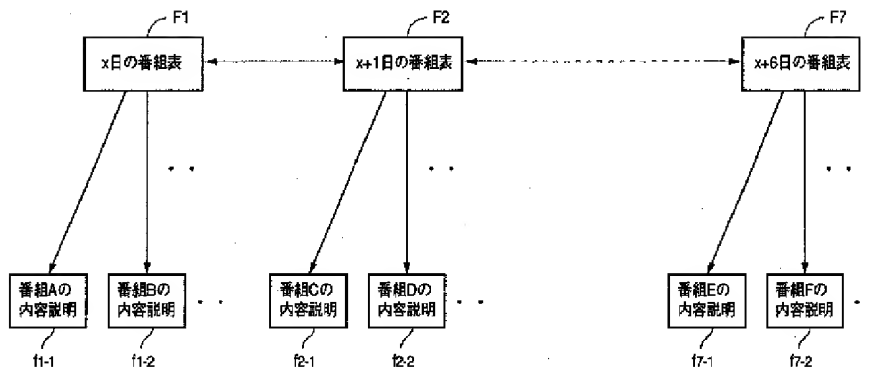 F1
F2
F7
x日の番組表
x+1日の番組表
x+6日の番組表
番組Aの
内容説明
番組Bの
内容説明
番組Cの
内容説明
番組Dの
内容説明
番組Eの
内容説明
番組Fの
内容説明
f1-1
f1-2
f2-1
f2-2
f7-1
f7-2